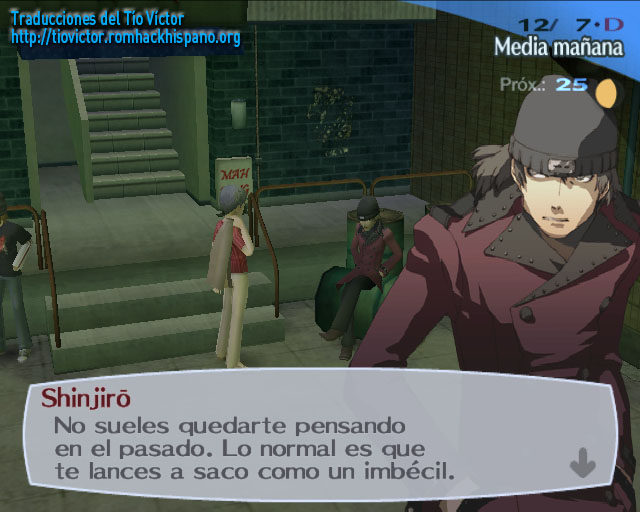 Traducciones del Tío Víctor
http://tiovictor.romhackhispano.org
12/ 7·D
Media mañana
Próx.: 25
MAH
Shinjirō
No sueles quedarte pensando
en el pasado. Lo normal es que
te lances a saco como un imbécil.